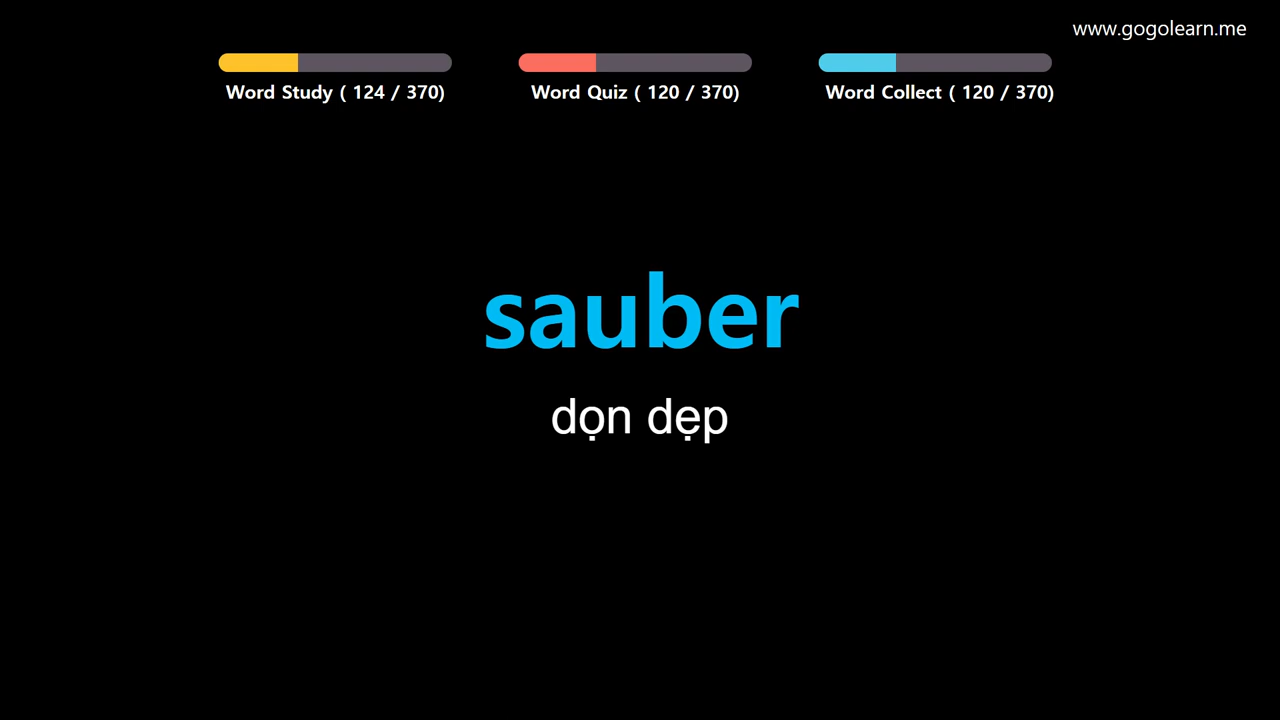 www.gogolearn.me
Word Study ( 124 / 370)
Word Quiz ( 120 / 370)
Word Collect ( 120 / 370)
sauber
dọn dẹp